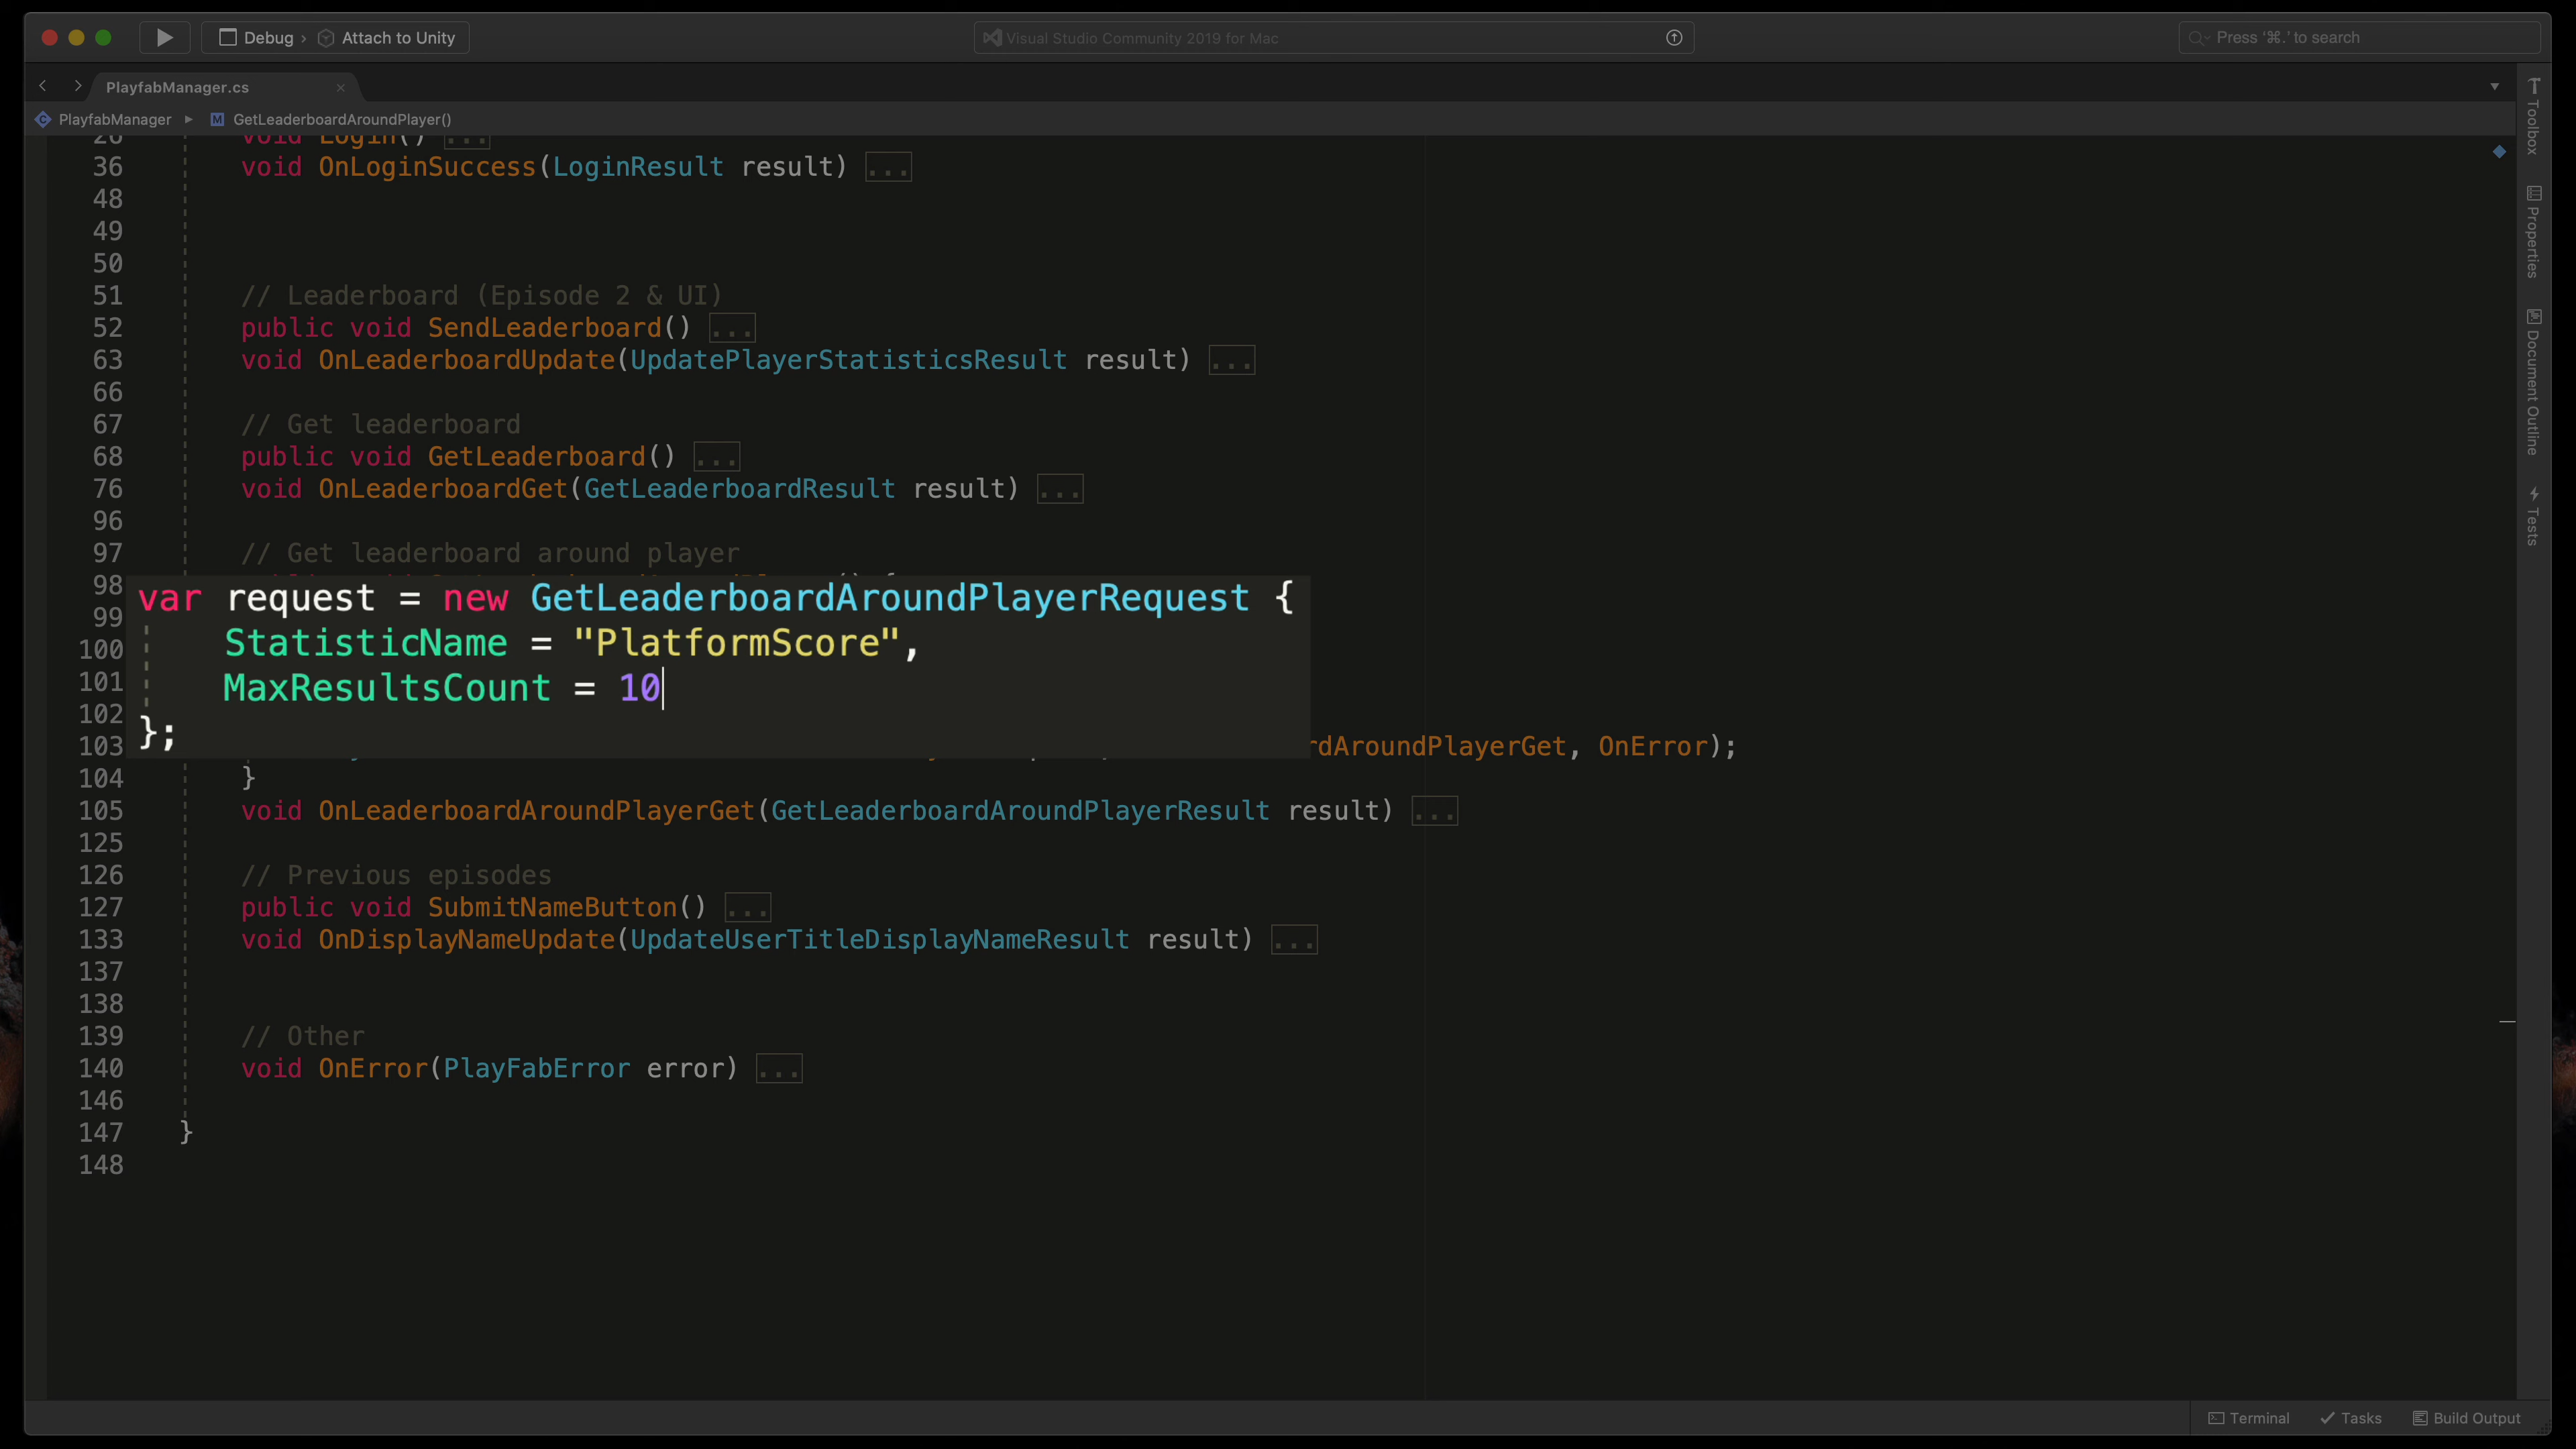 Debug › Attach to Unity
Visual Studio Community 2019 for Mac
Press '⌘.' to search
PlayfabManager.cs
PlayfabManager
GetLeaderboardAroundPlayer()
26 void Login() ...
36 void OnLoginSuccess(LoginResult result) ...
48
49
50
51 // Leaderboard (Episode 2 & UI)
52 public void SendLeaderboard() ...
63 void OnLeaderboardUpdate(UpdatePlayerStatisticsResult result) ...
66
67 // Get leaderboard
68 public void GetLeaderboard() ...
76 void OnLeaderboardGet(GetLeaderboardResult result) ...
96
97 // Get leaderboard around player
98
var request = new GetLeaderboardAroundPlayerRequest {
99
StatisticName = "PlatformScore",
100
101 MaxResultsCount = 10
102
};
103 rdAroundPlayerGet, OnError);
104 }
105 void OnLeaderboardAroundPlayerGet(GetLeaderboardAroundPlayerResult result) ...
125
126 // Previous episodes
127 public void SubmitNameButton() ...
133 void OnDisplayNameUpdate(UpdateUserTitleDisplayNameResult result) ...
137
138
139 // Other
140 void OnError(PlayFabError error) ...
146
147 }
148
Toolbox
Properties
Document Outline
Tests
Terminal
Tasks
Build Output